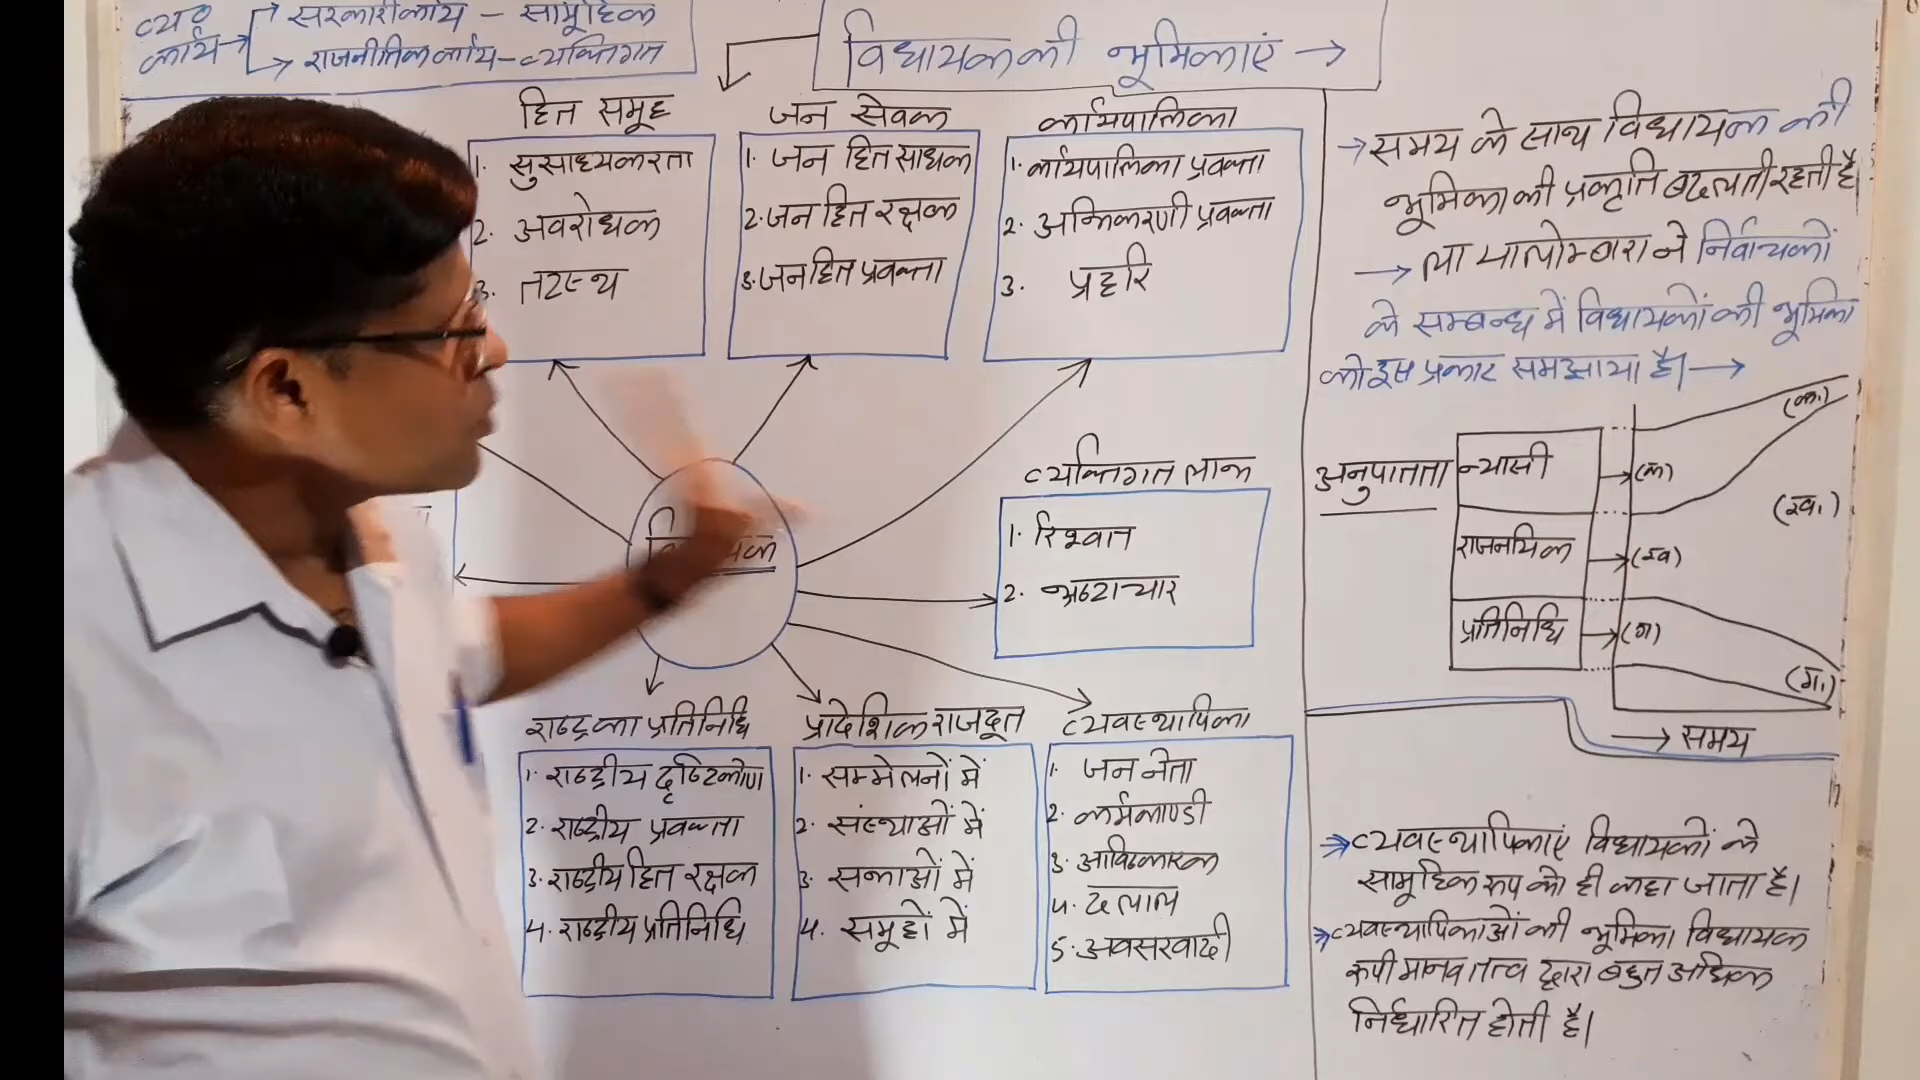 व्य०
कार्य → सरकारी कार्य - सामूहिक
→ राजनीतिक कार्य - व्यक्तिगत
विधायक की भूमिकाएं →
हित समूह
1. सुसाध्यकरता
2. अवरोधक
3. तटस्थ
जन सेवक
1. जन हित साधक
2. जन हित रक्षक
3. जन हित प्रवक्ता
कार्यपालिका
1. कार्यपालिका प्रवक्ता
2. अभिकरणी प्रवक्ता
3. प्रहरि
व्यक्तिगत लाभ
1. रिश्वत
2. भ्रष्टाचार
राष्ट्र का प्रतिनिधि
1. राष्ट्रीय दृष्टिकोण
2. राष्ट्रीय प्रवक्ता
3. राष्ट्रीय हित रक्षक
4. राष्ट्रीय प्रतिनिधि
प्रादेशिक राजदूत
1. सम्मेलनों में
2. संस्थाओं में
3. सभाओं में
4. समूहों में
व्यवस्थापिका
1. जन नेता
2. कर्मकाण्डी
3. आविष्कारक
4. दलाल
5. अवसरवादी
→ समय के साथ विधायक की
भूमिका की प्रकृति बदलती रहती है।
→ ला पालोम्बारा ने निर्वाचकों
के सम्बन्ध में विधायकों की भूमिका
को इस प्रकार समझाया है। →
अनुपातता
न्यासी → (क)
राजनयिक → (ख)
प्रतिनिधि → (ग)
(क.)
(ख.)
(ग.)
→ समय
→ व्यवस्थापिकाएं विधायकों के
सामूहिक रूप को ही कहा जाता है।
→ व्यवस्थापिकाओं की भूमिका विधायक
रूपी मानव तत्व द्वारा बहुत अधिक
निर्धारित होती है।